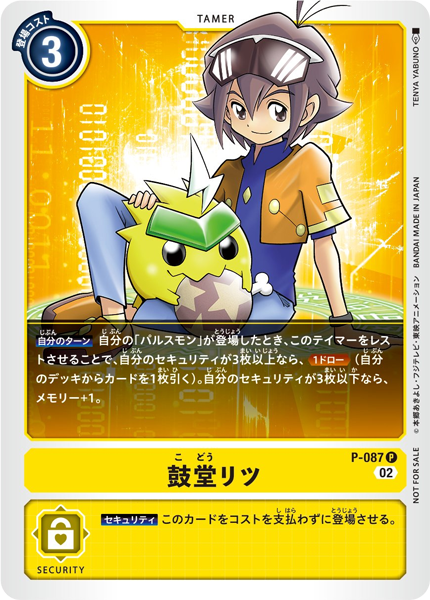 TAMER
登場コスト
3
TENYA YABUNO
BANDAI MADE IN JAPAN
©本郷あきよし・フジテレビ・東映アニメーション
NOT FOR SALE
自分のターン 自分の「パルスモン」が登場したとき、このテイマーをレ
ストさせることで、自分のセキュリティが3枚以上なら、1ドロー（自分
のデッキからカードを1枚引く）。自分のセキュリティが3枚以下なら、
メモリー+1。
P-087 P
02
こどう
鼓堂リツ
セキュリティ このカードをコストを支払わずに登場させる。
SECURITY